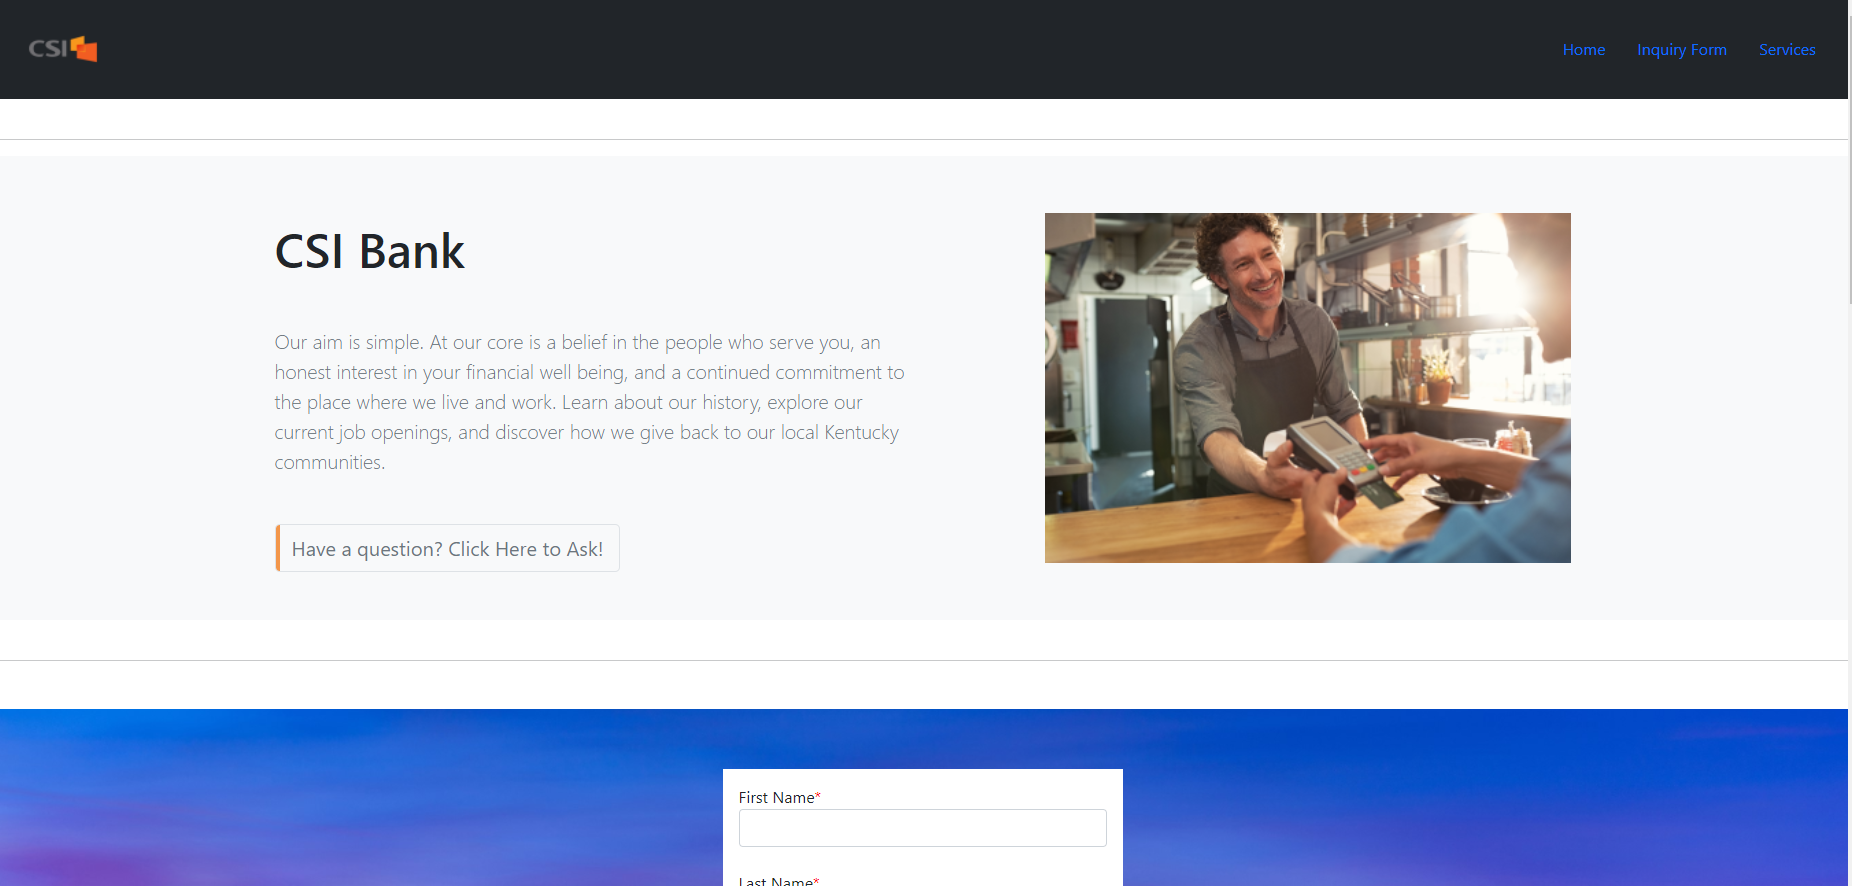 CSI
Home
Inquiry Form
Services
CSI Bank
Our aim is simple. At our core is a belief in the people who serve you, an
honest interest in your financial well being, and a continued commitment to
the place where we live and work. Learn about our history, explore our
current job openings, and discover how we give back to our local Kentucky
communities.
Have a question? Click Here to Ask!
First Name*
Last Name*